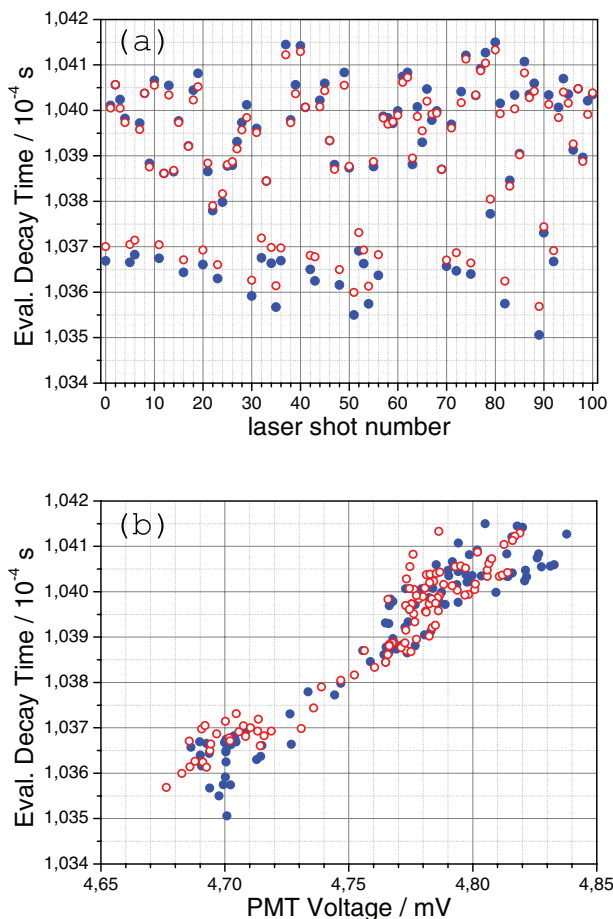 (a)
1,042
1,041
1,040
1,039
1,038
1,037
1,036
1,035
1,034
Eval. Decay Time / 10⁻⁴ s
0 10 20 30 40 50 60 70 80 90 100
laser shot number
(b)
1,042
1,041
1,040
1,039
1,038
1,037
1,036
1,035
1,034
Eval. Decay Time / 10⁻⁴ s
4,65 4,70 4,75 4,80 4,85
PMT Voltage / mV